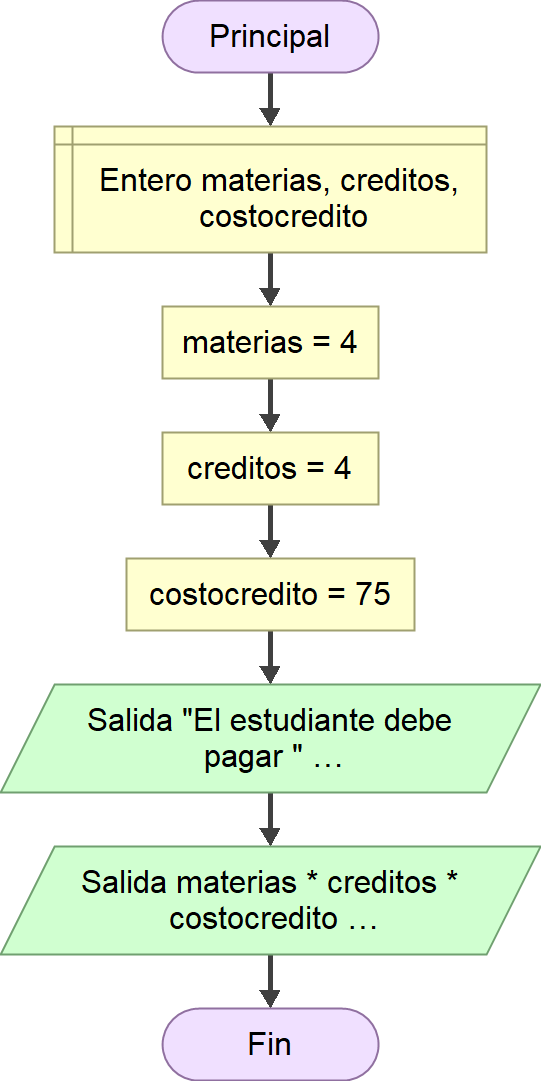 Principal
Entero materias, creditos,
costocredito
materias = 4
creditos = 4
costocredito = 75
Salida "El estudiante debe
pagar " …
Salida materias * creditos *
costocredito …
Fin